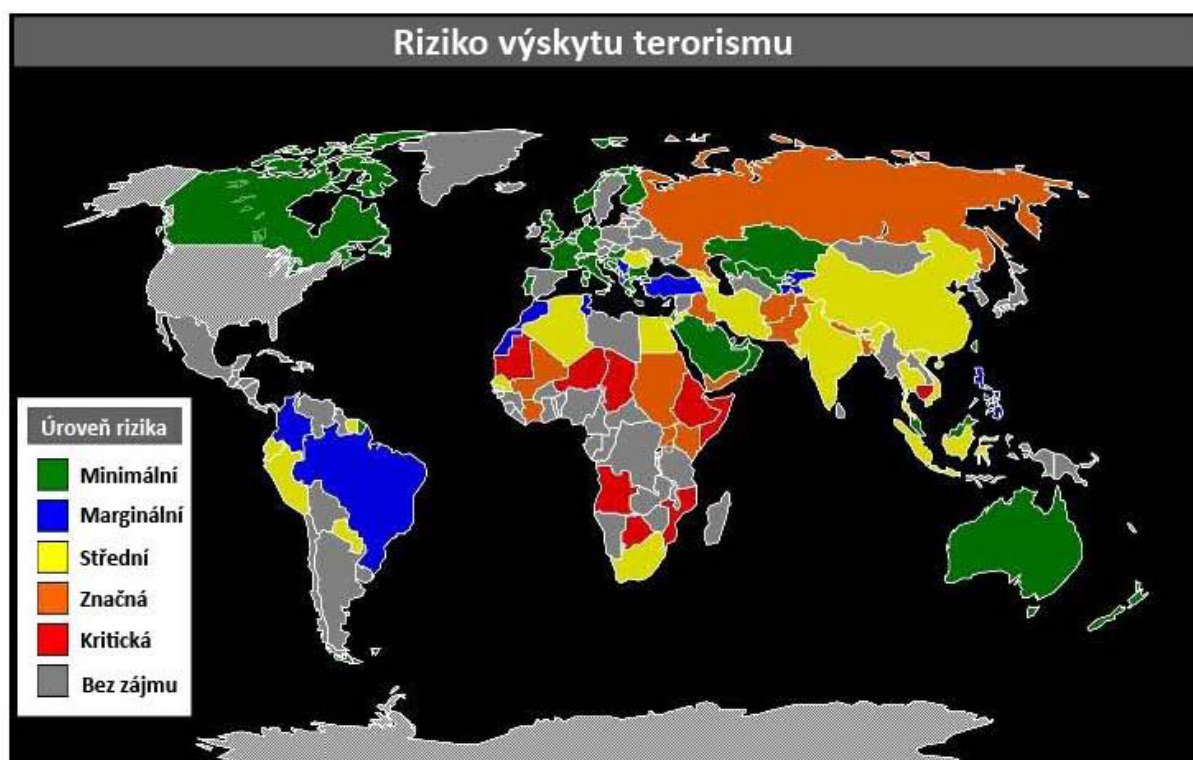 Riziko výskytu terorismu
Úroveň rizika
Minimální
Marginální
Střední
Značná
Kritická
Bez zájmu